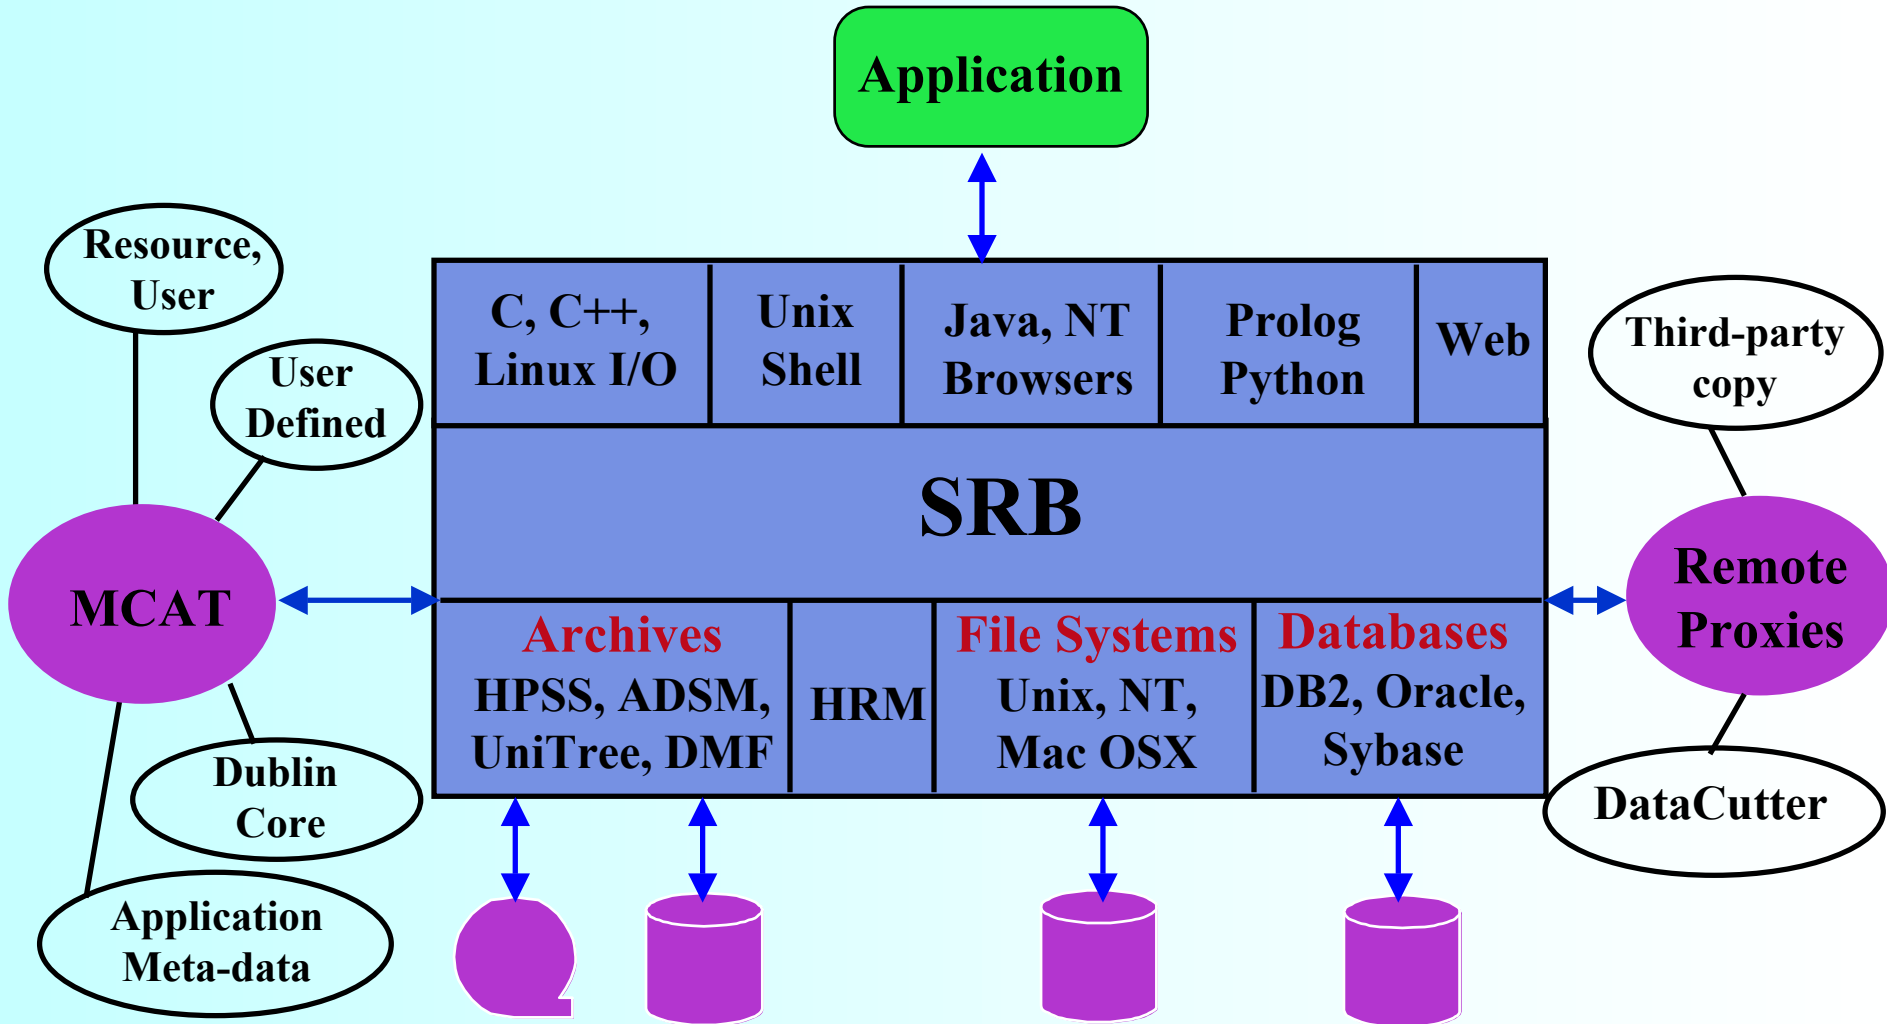 Application
Resource,
User
User
Defined
C, C++,
Linux I/O
Unix
Shell
Java, NT
Browsers
Prolog
Python
Web
Third-party
copy
SRB
MCAT
Remote
Proxies
Archives
HPSS, ADSM,
UniTree, DMF
HRM
File Systems
Unix, NT,
Mac OSX
Databases
DB2, Oracle,
Sybase
Dublin
Core
DataCutter
Application
Meta-data